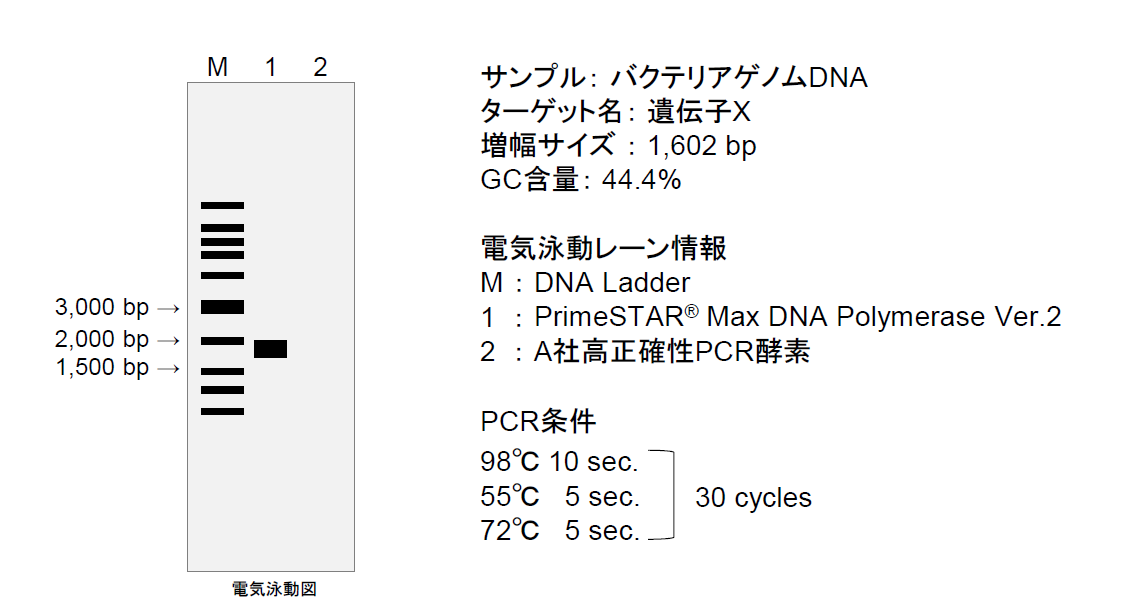 M 1 2
3,000 bp →
2,000 bp →
1,500 bp →
電気泳動図
サンプル： バクテリアゲノムDNA
ターゲット名： 遺伝子X
増幅サイズ ： 1,602 bp
GC含量： 44.4%
電気泳動レーン情報
M ： DNA Ladder
1 ： PrimeSTAR® Max DNA Polymerase Ver.2
2 ： A社高正確性PCR酵素
PCR条件
98℃ 10 sec.
55℃ 5 sec.
72℃ 5 sec.
30 cycles